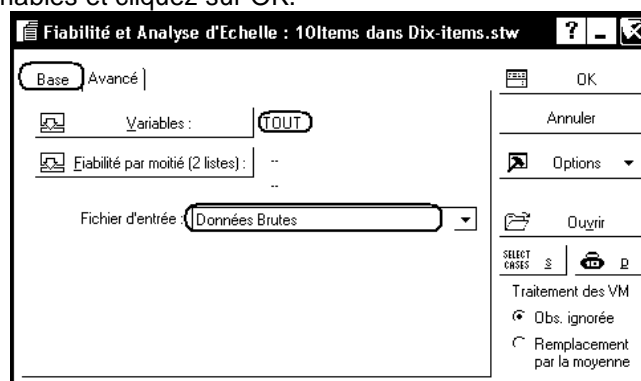 nables et cliquez sur OK.
Fiabilité et Analyse d'Echelle : 10Items dans Dix-items.stw ? _ X
Base Avancé
OK
Variables : TOUT
Annuler
Fiabilité par moitié (2 listes) : --
--
Options
Fichier d'entrée : Données Brutes
Ouvrir
SELECT CASES S D
Traitement des VM
Obs. ignorée
Remplacement
par la moyenne